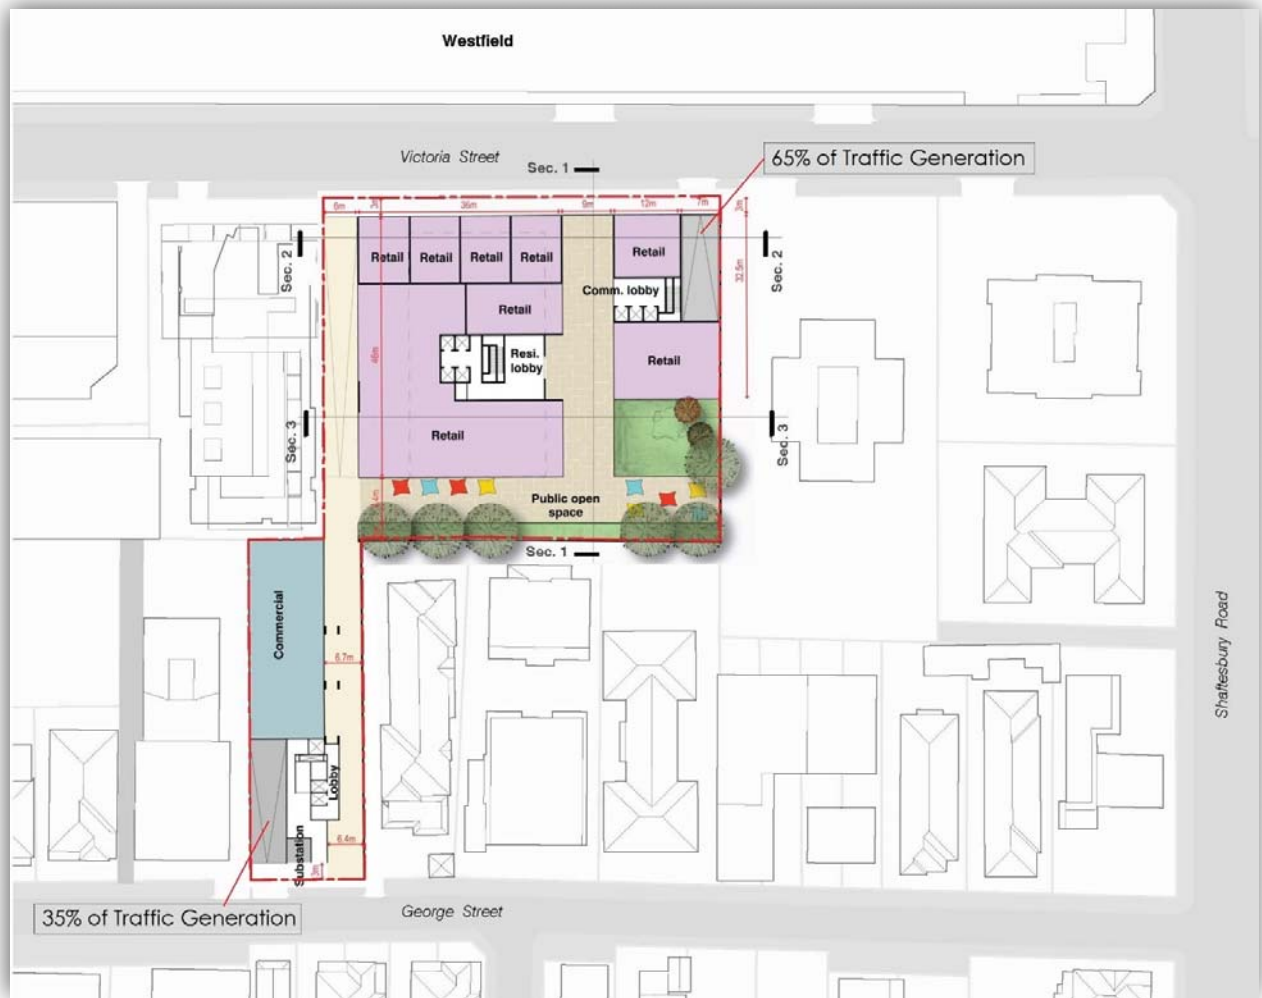 Westfield
Victoria Street
Sec. 1
65% of Traffic Generation
6m
36m
9m
12m
7m
3m
Sec. 2
Retail
Retail
Retail
Retail
Retail
Sec. 2
32.5m
Comm. lobby
Retail
46m
Resi.
lobby
Retail
Sec. 3
Retail
Sec. 3
Public open
space
Sec. 1
Commercial
6.7m
Shaftesbury Road
Lobby
6.4m
Substation
35% of Traffic Generation
George Street